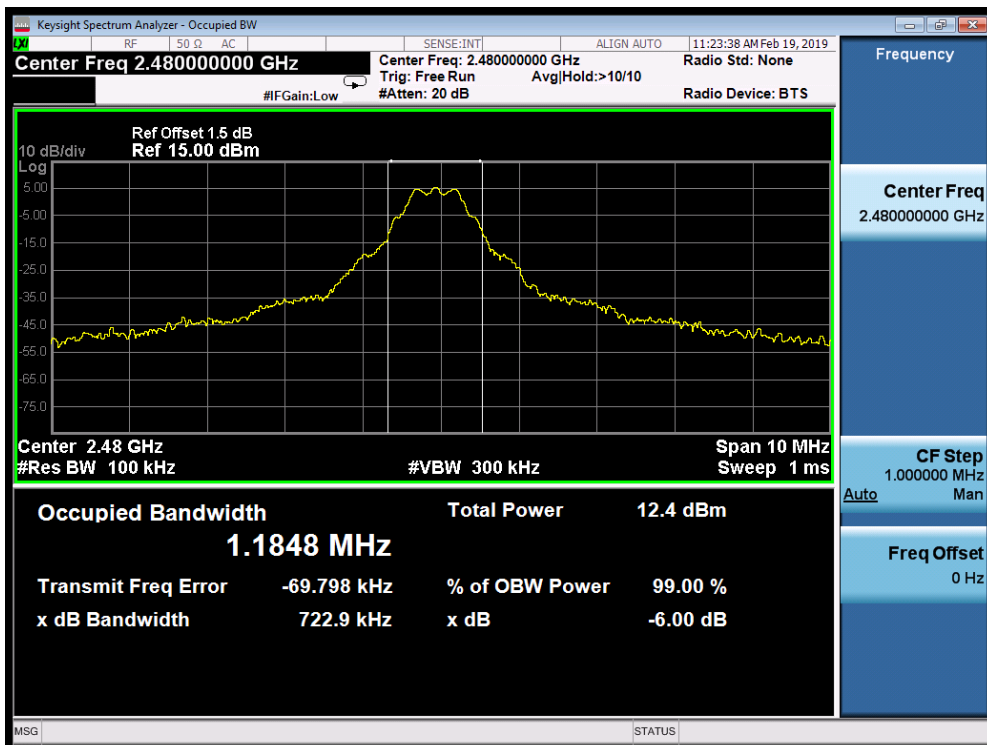 Keysight Spectrum Analyzer - Occupied BW
LXI RF 50 Ω AC SENSE:INT ALIGN AUTO 11:23:38 AM Feb 19, 2019
Center Freq 2.480000000 GHz
Center Freq: 2.480000000 GHz
Radio Std: None
Trig: Free Run Avg|Hold:>10/10
#IFGain:Low #Atten: 20 dB
Radio Device: BTS
Frequency
Ref Offset 1.5 dB
10 dB/div Ref 15.00 dBm
Log
5.00
-5.00
-15.0
-25.0
-35.0
-45.0
-55.0
-65.0
-75.0
Center 2.48 GHz Span 10 MHz
#Res BW 100 kHz #VBW 300 kHz Sweep 1 ms
Occupied Bandwidth Total Power 12.4 dBm
1.1848 MHz
Transmit Freq Error -69.798 kHz % of OBW Power 99.00 %
x dB Bandwidth 722.9 kHz x dB -6.00 dB
Center Freq
2.480000000 GHz
CF Step
1.000000 MHz
Auto Man
Freq Offset
0 Hz
MSG STATUS